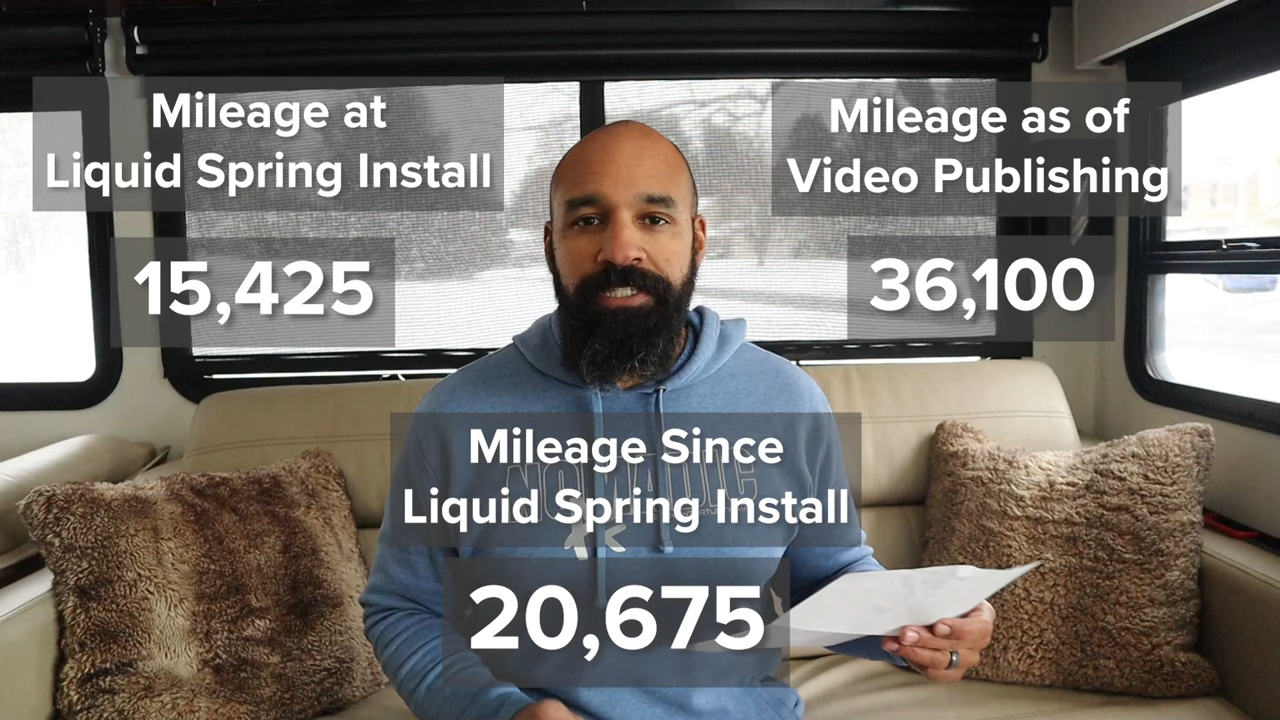 Mileage at
Liquid Spring Install
15,425
Mileage as of
Video Publishing
36,100
Mileage Since
Liquid Spring Install
20,675